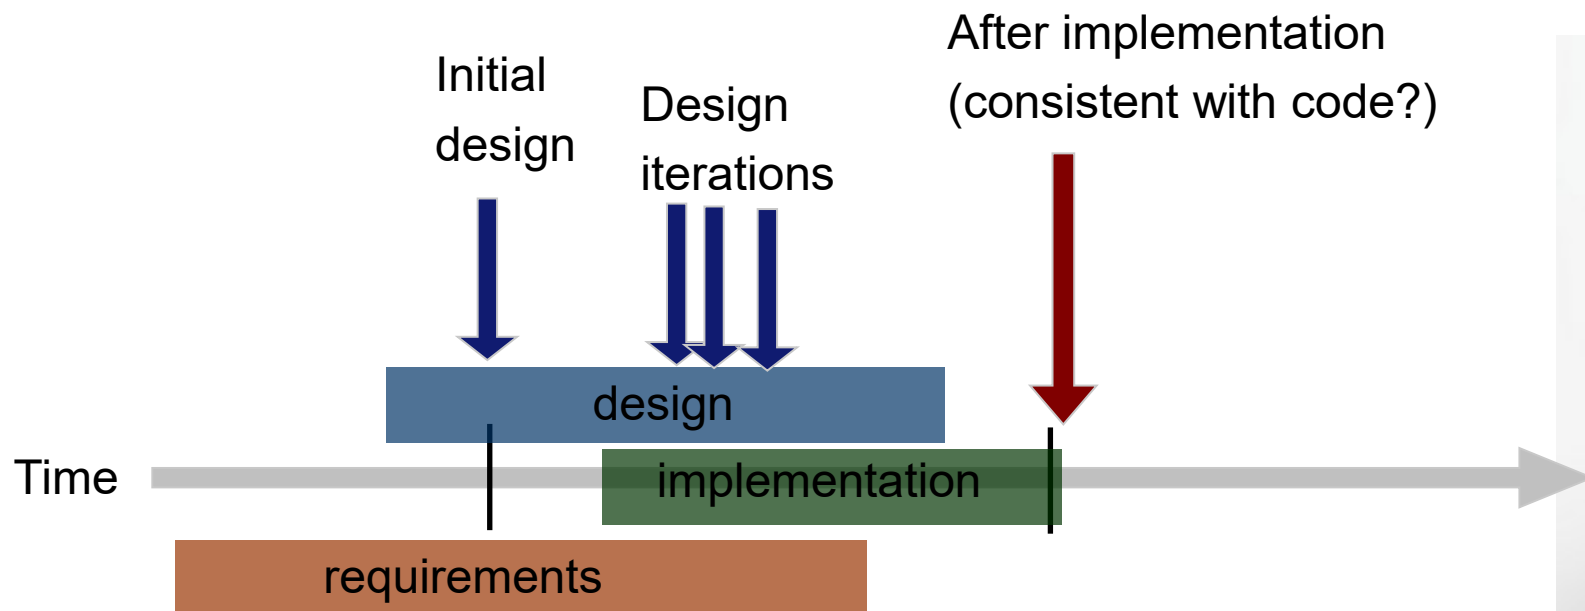 Initial
design
Design
iterations
After implementation
(consistent with code?)
design
Time
implementation
requirements